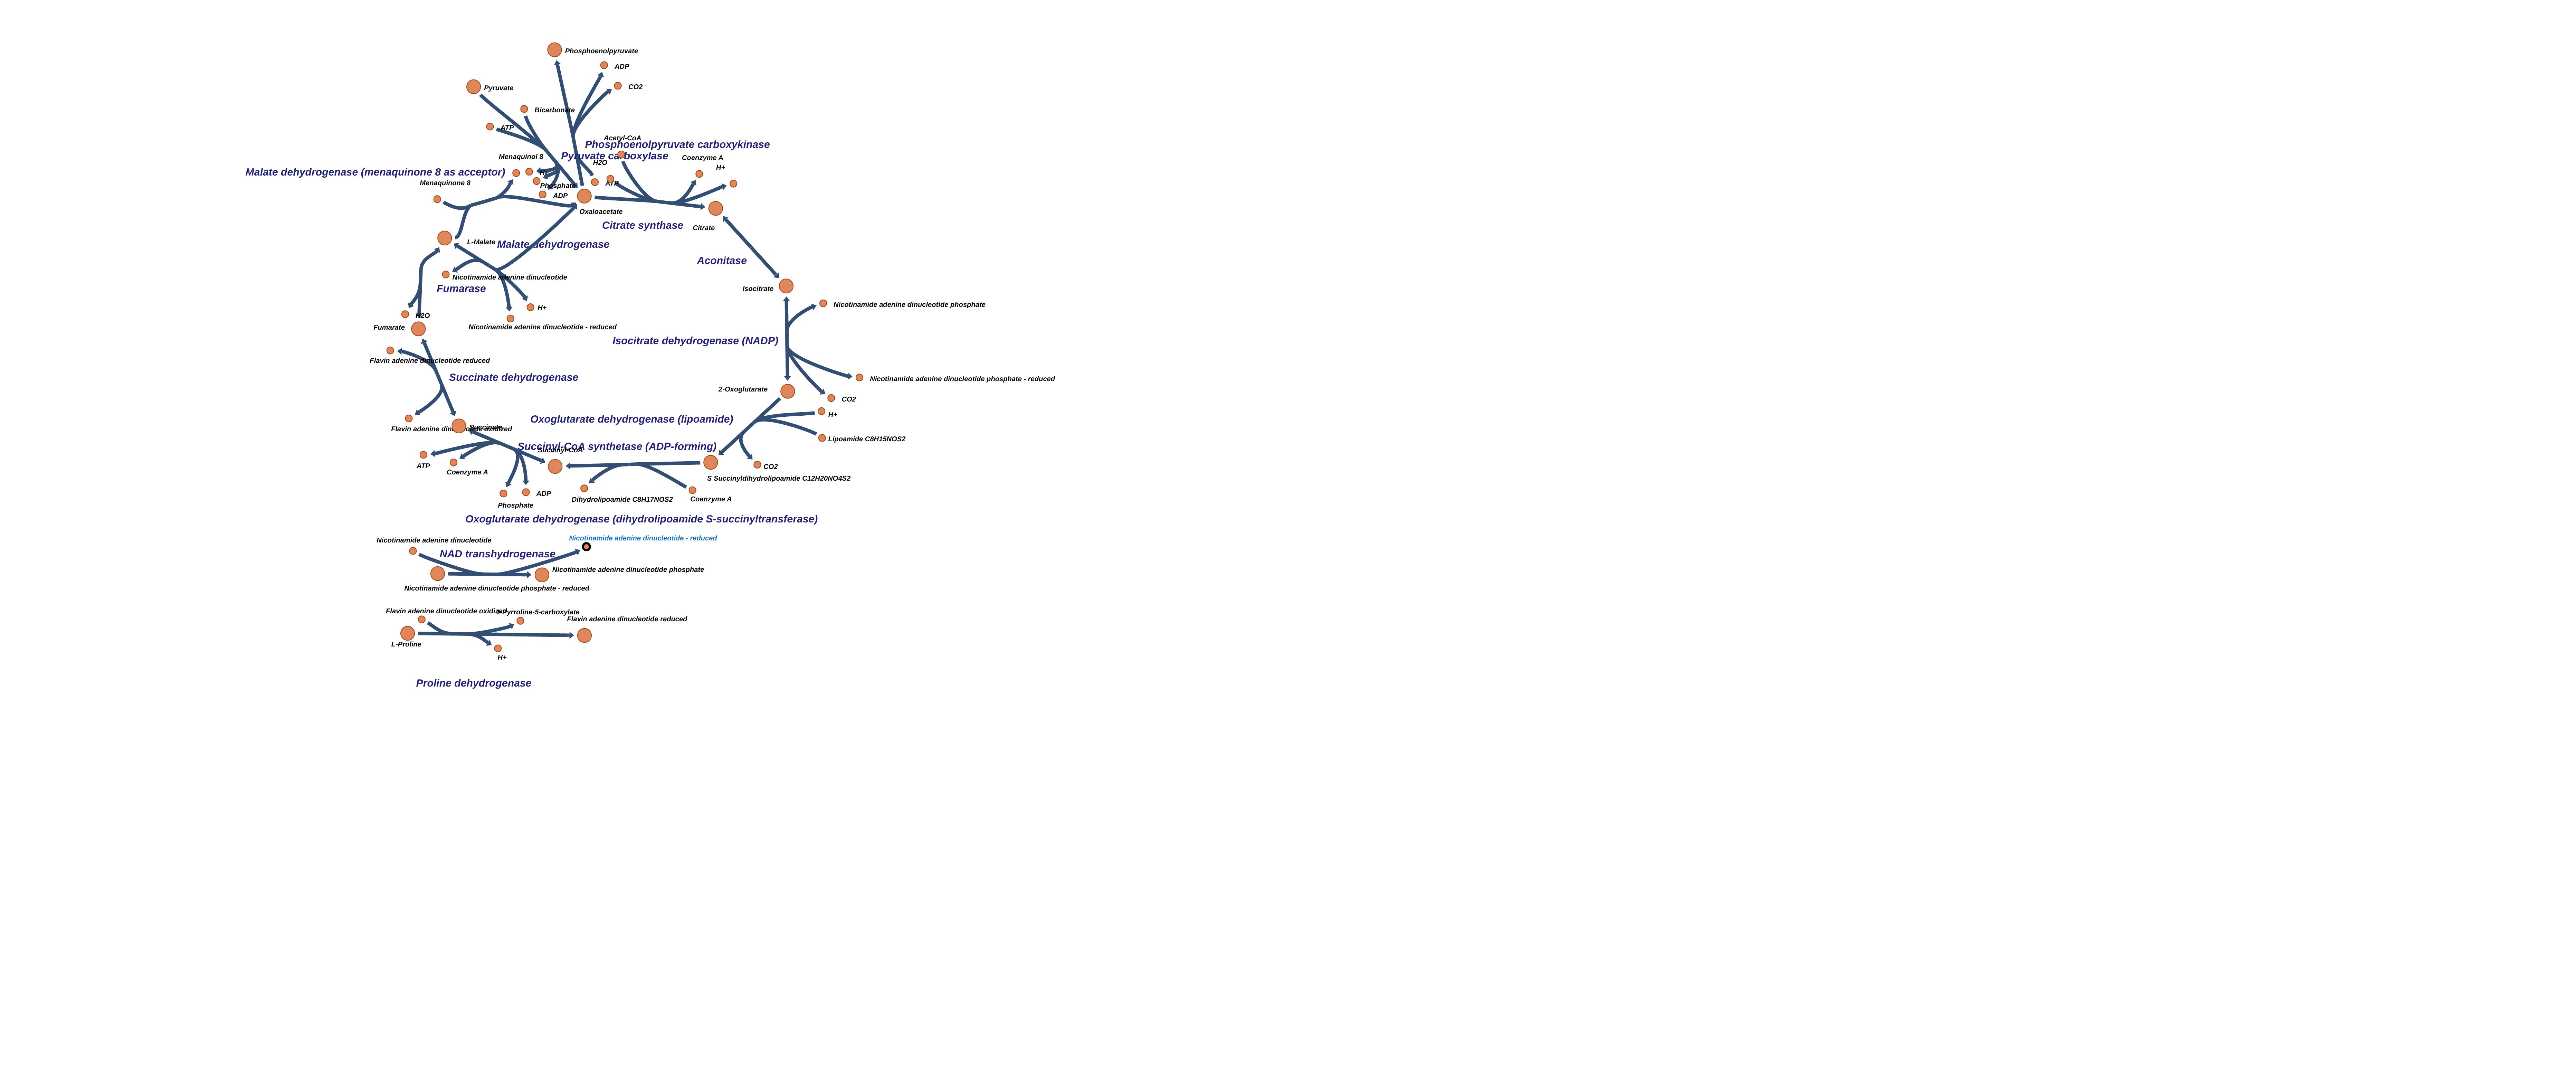 Phosphoenolpyruvate
ADP
Pyruvate
CO2
Bicarbonate
ATP
Acetyl-CoA
Phosphoenolpyruvate carboxykinase
Pyruvate carboxylase
Menaquinol 8
Coenzyme A
H2O
H+
Malate dehydrogenase (menaquinone 8 as acceptor)
H+
Menaquinone 8
Phosphate
ATP
ADP
Oxaloacetate
Citrate synthase
Citrate
L-Malate
Malate dehydrogenase
Aconitase
Nicotinamide adenine dinucleotide
Fumarase
Isocitrate
Nicotinamide adenine dinucleotide phosphate
H+
H2O
Fumarate
Nicotinamide adenine dinucleotide - reduced
Isocitrate dehydrogenase (NADP)
Flavin adenine dinucleotide reduced
Succinate dehydrogenase
Nicotinamide adenine dinucleotide phosphate - reduced
2-Oxoglutarate
CO2
H+
Oxoglutarate dehydrogenase (lipoamide)
Flavin adenine dinucleotide oxidized
Succinate
Lipoamide C8H15NOS2
Succinyl-CoA synthetase (ADP-forming)
Succinyl-CoA
ATP
Coenzyme A
CO2
S Succinyldihydrolipoamide C12H20NO4S2
ADP
Dihydrolipoamide C8H17NOS2
Coenzyme A
Phosphate
Oxoglutarate dehydrogenase (dihydrolipoamide S-succinyltransferase)
Nicotinamide adenine dinucleotide
Nicotinamide adenine dinucleotide - reduced
NAD transhydrogenase
Nicotinamide adenine dinucleotide phosphate
Nicotinamide adenine dinucleotide phosphate - reduced
Flavin adenine dinucleotide oxidized
Pyrroline-5-carboxylate
Flavin adenine dinucleotide reduced
L-Proline
H+
Proline dehydrogenase